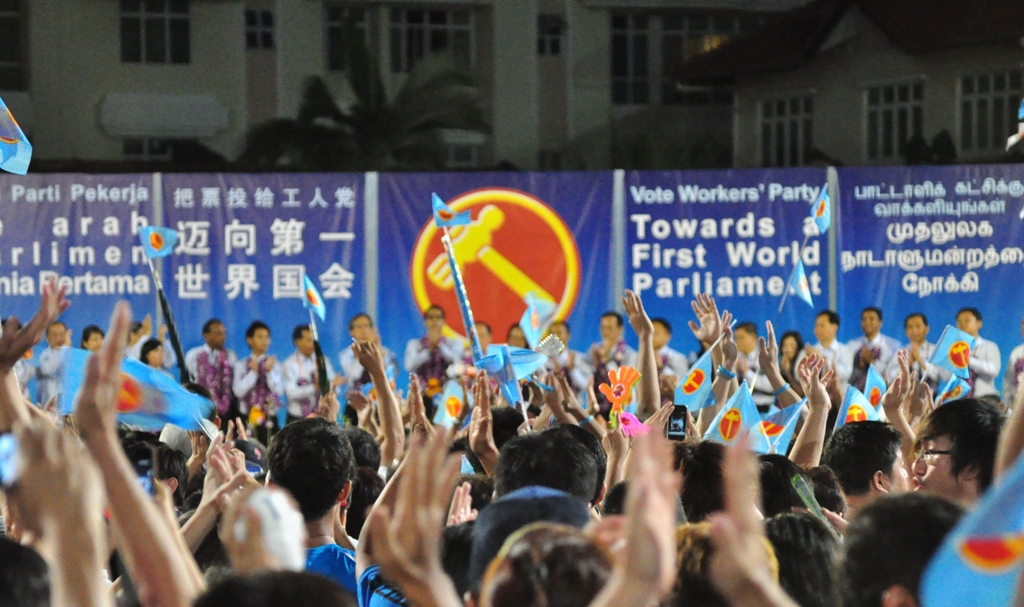 Parti Pekerja
arah
nia Pertama
把票投给工人党
迈向第一
世界国会
Vote Workers' Party
Towards a
First World
Parliament
பாட்டாளிக் கட்சிக்கு
வாக்களியுங்கள்
முதலுலக
நாடாளுமன்றத்தை
நோக்கி